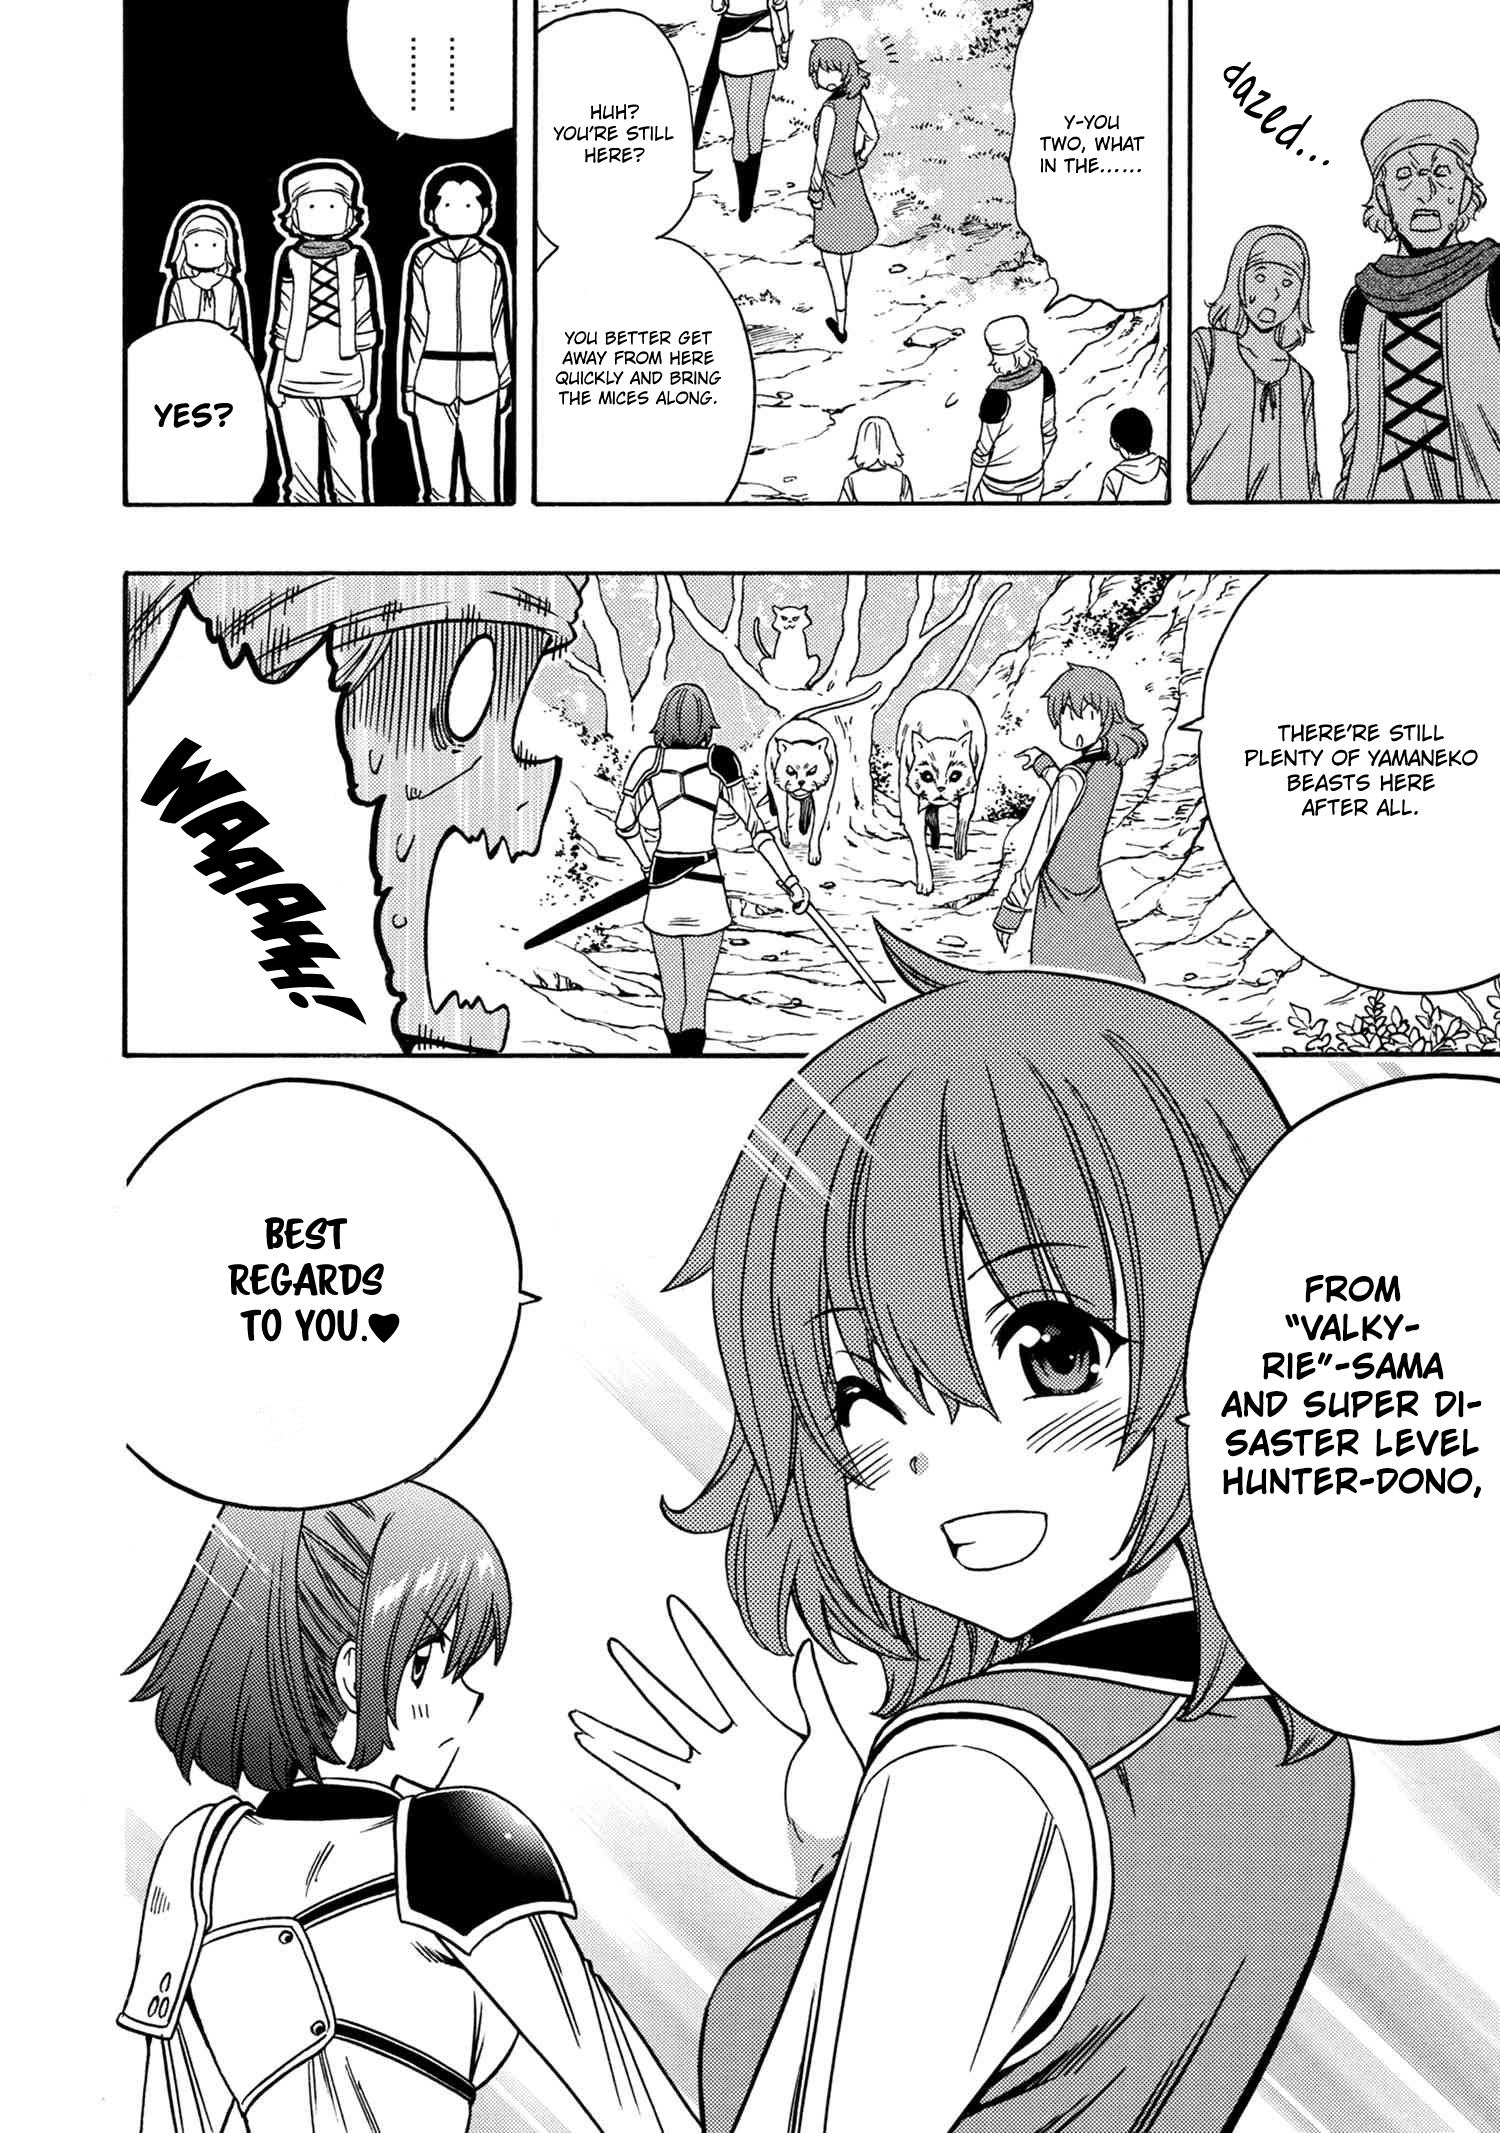 dazed...
Y-YOU
TWO, WHAT
IN THE......
HUH?
YOU'RE STILL
HERE?
YOU BETTER GET
AWAY FROM HERE
QUICKLY AND BRING
THE MICES ALONG.
......
......
YES?
THERE'RE STILL
PLENTY OF YAMANEKO
BEASTS HERE
AFTER ALL.
WAAAH!
FROM
"VALKY-
RIE"-SAMA
AND SUPER DI-
SASTER LEVEL
HUNTER-DONO,
BEST
REGARDS
TO YOU.♥